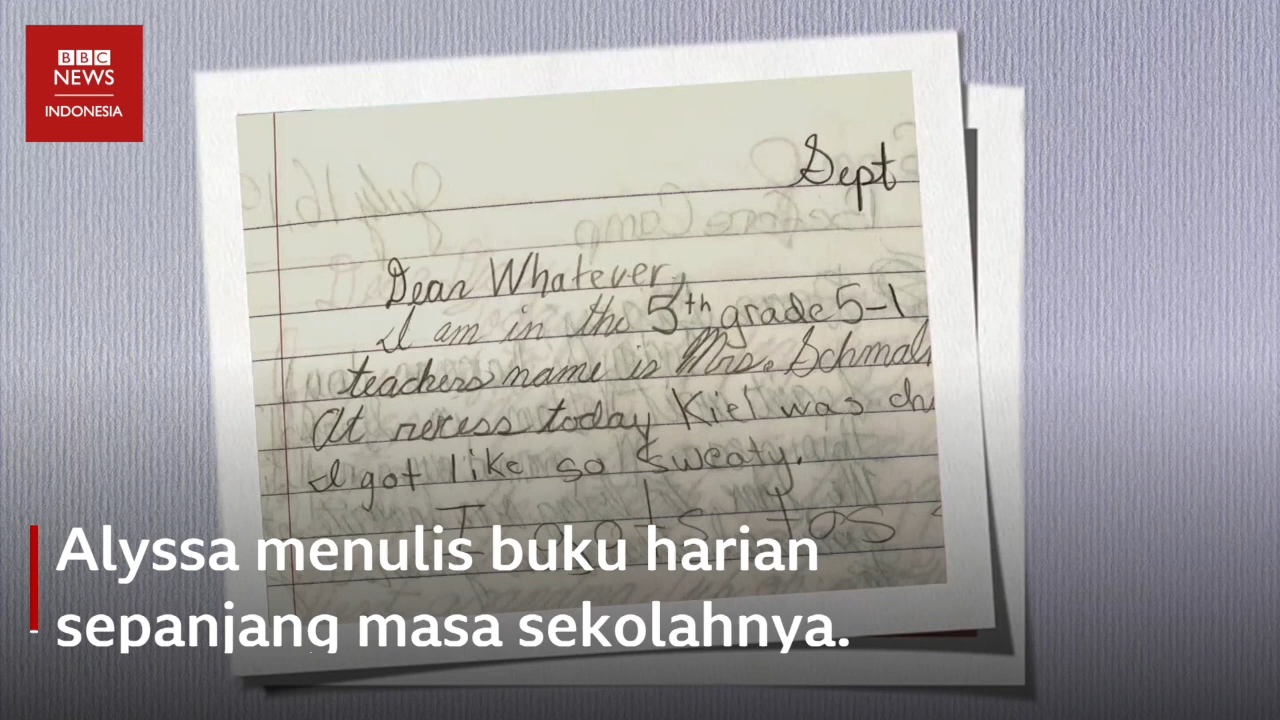 BBC
NEWS
INDONESIA
Sept
Dear Whatever,
I am in the 5th grade 5-1
teachers name is Mrs. Schmal
At recess today Kiel was ch
I got like so sweaty.
Alyssa menulis buku harian
sepanjang masa sekolahnya.